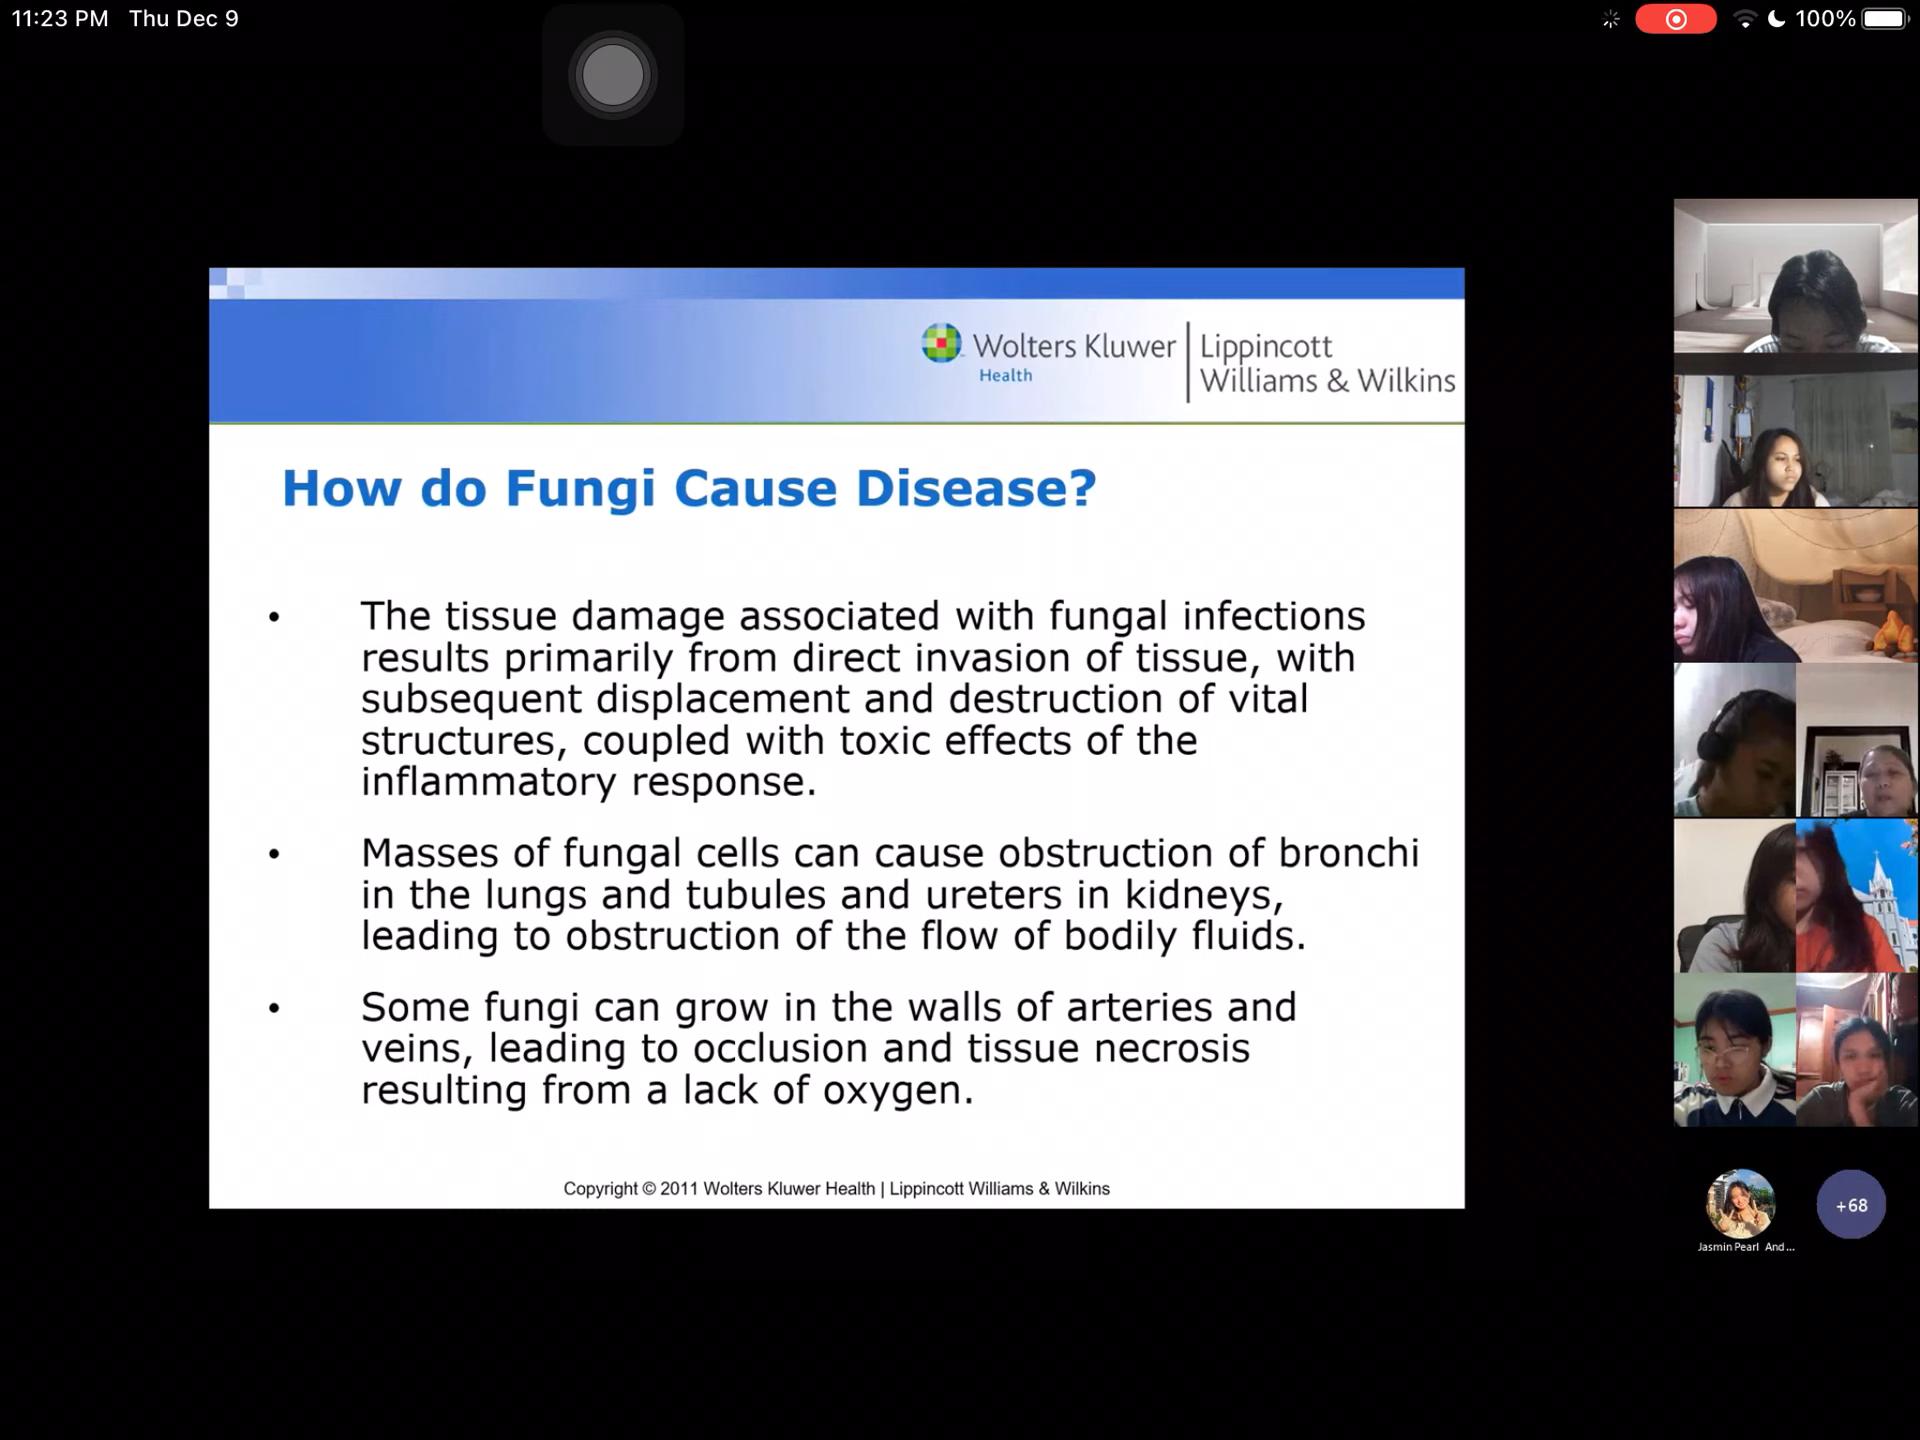 11:23 PM Thu Dec 9
100%
Wolters Kluwer
Health
Lippincott
Williams & Wilkins
How do Fungi Cause Disease?
• The tissue damage associated with fungal infections
results primarily from direct invasion of tissue, with
subsequent displacement and destruction of vital
structures, coupled with toxic effects of the
inflammatory response.
• Masses of fungal cells can cause obstruction of bronchi
in the lungs and tubules and ureters in kidneys,
leading to obstruction of the flow of bodily fluids.
• Some fungi can grow in the walls of arteries and
veins, leading to occlusion and tissue necrosis
resulting from a lack of oxygen.
Copyright © 2011 Wolters Kluwer Health | Lippincott Williams & Wilkins
+68
Jasmin Pearl And...